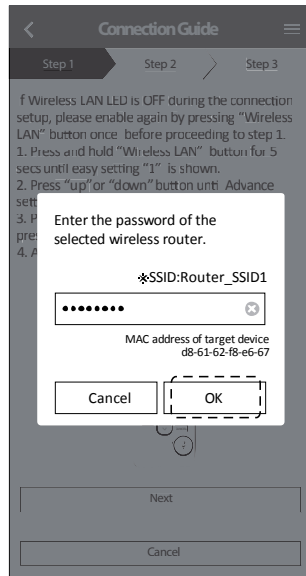 Connection Guide
Step 1 Step 2 Step 3
f Wireless LAN LED is OFF during the connection
setup, please enable again by pressing "Wireless
LAN" button once before proceeding to step 1.
1. Press and hold "Wireless LAN" button for 5
secs until easy setting "1" is shown.
2. Press "up" or "down" button unti Advance
sett
3. P
pres
4. A
Enter the password of the
selected wireless router.
※SSID:Router_SSID1
••••••••
MAC address of target device
d8-61-62-f8-e6-67
Cancel OK
Next
Cancel